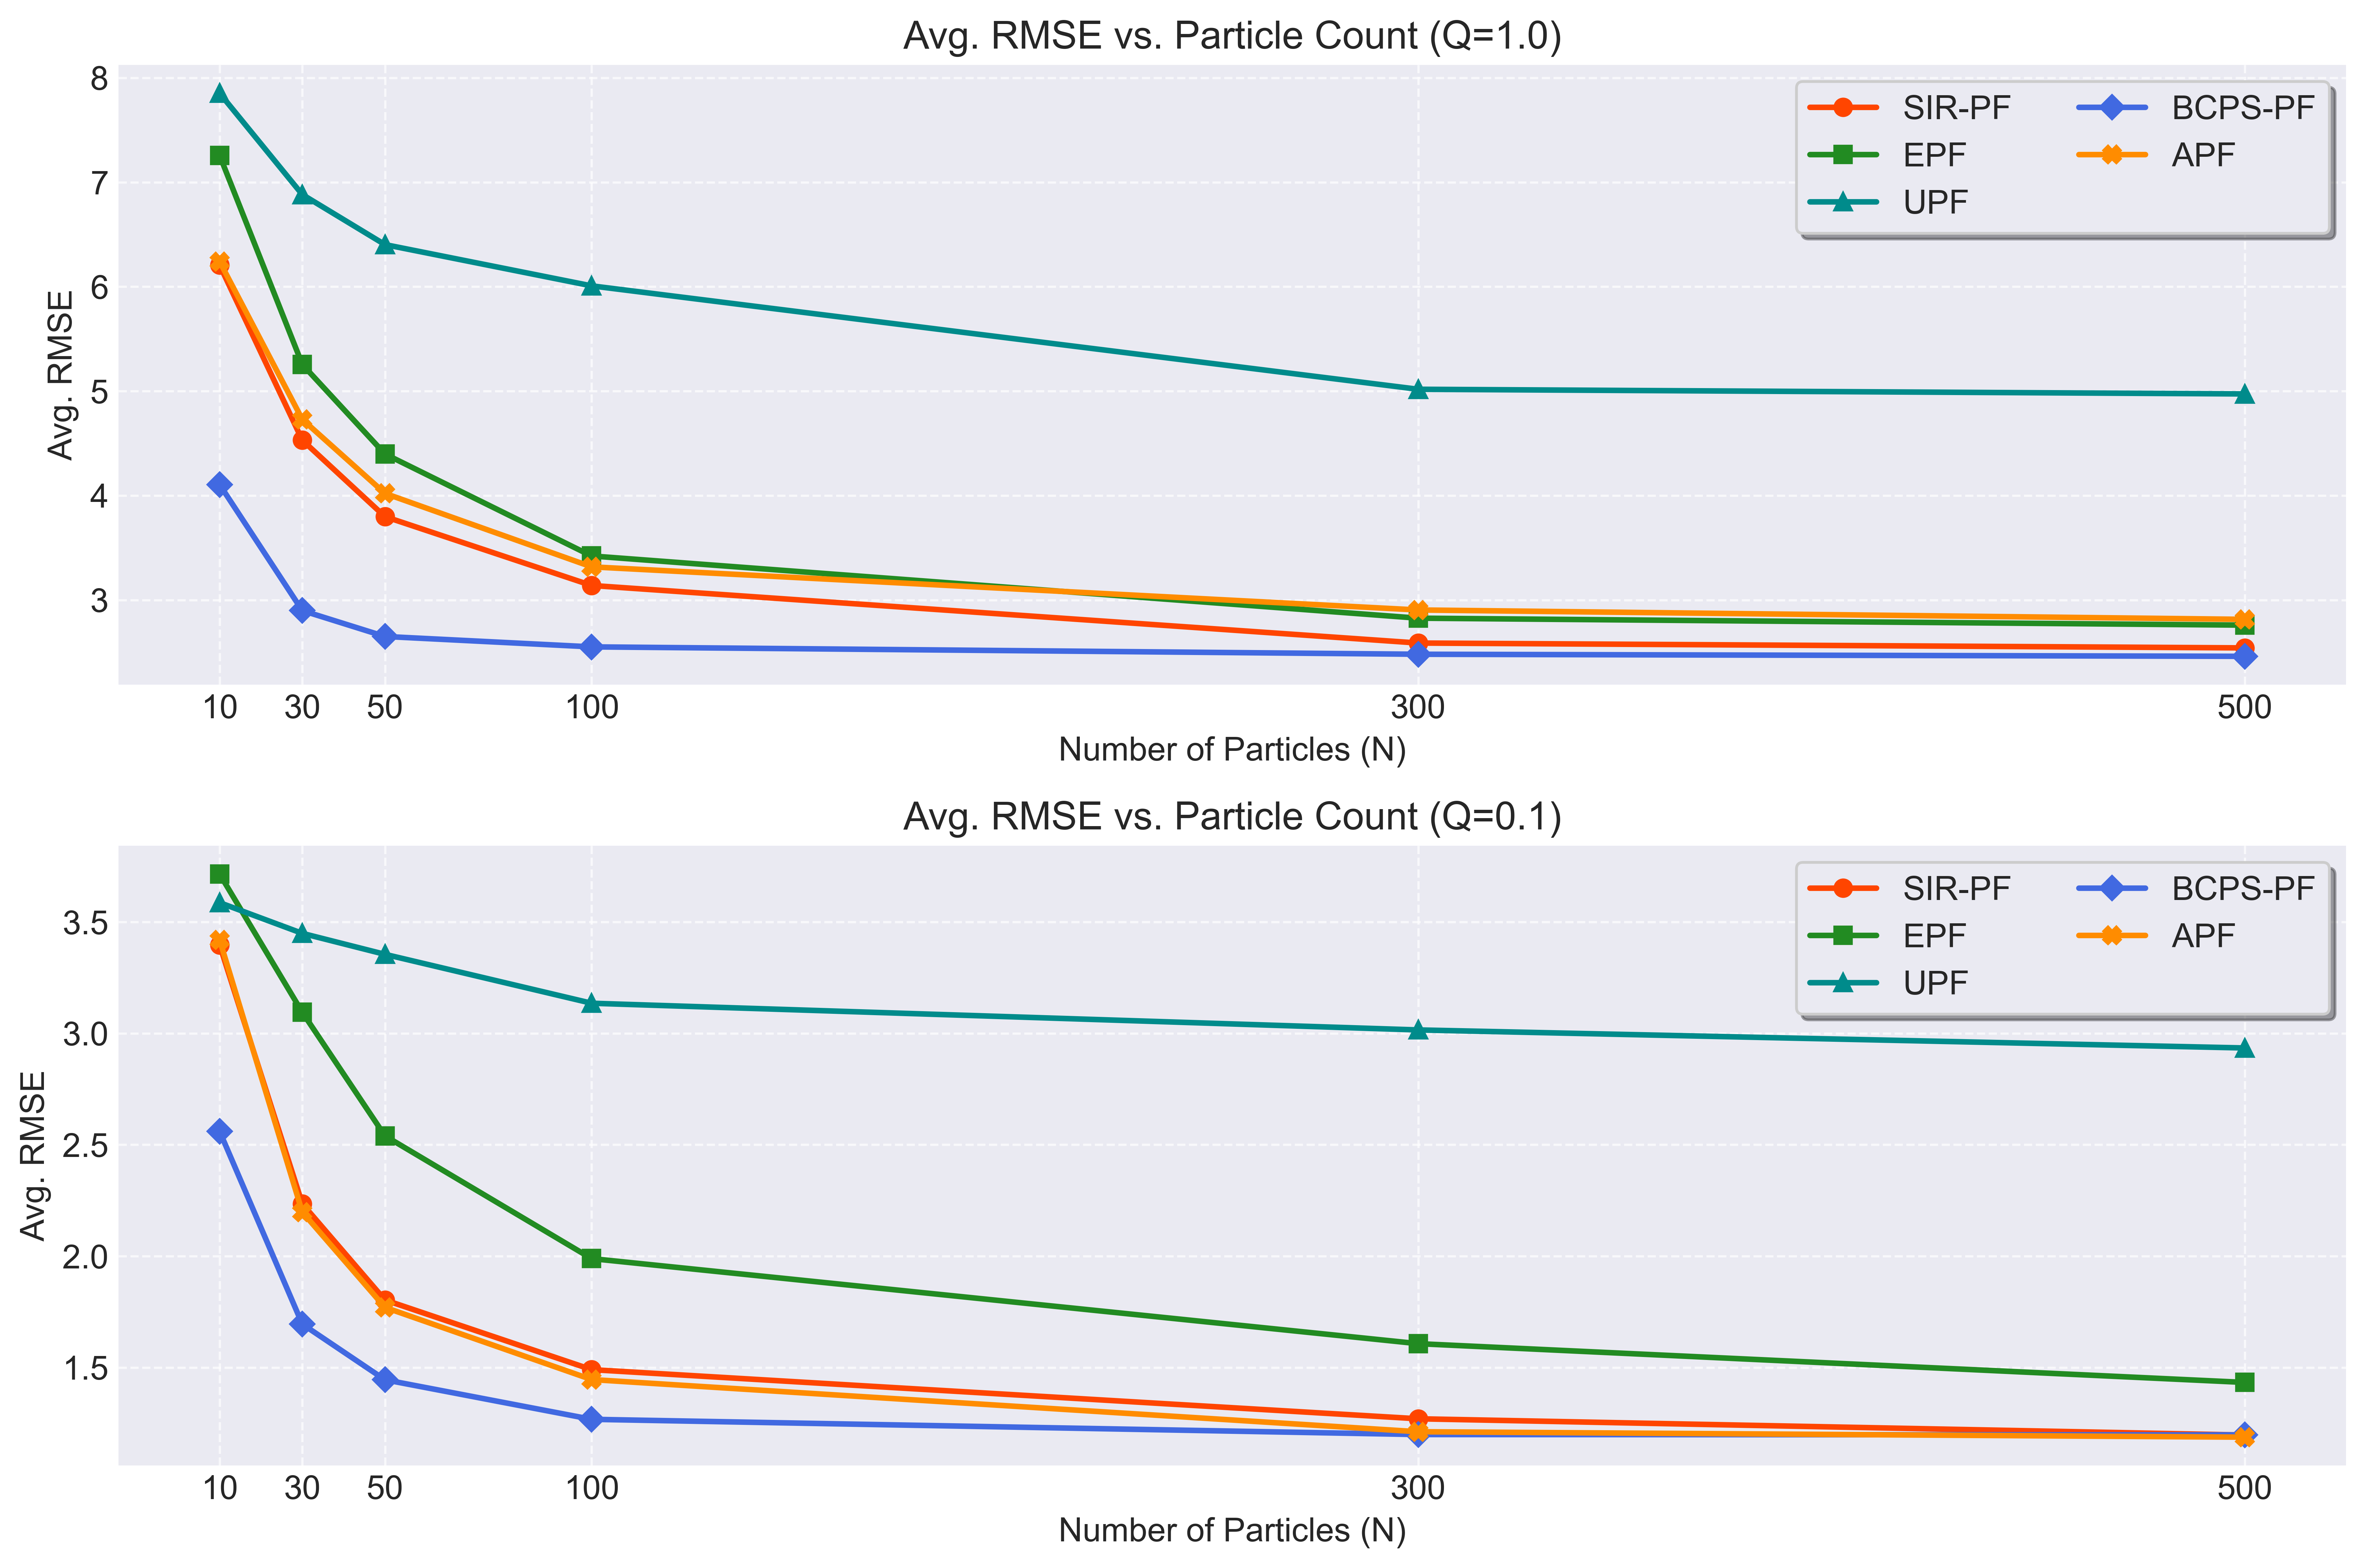 Avg. RMSE vs. Particle Count (Q=1.0)
8
7
6
5
4
3
Avg. RMSE
SIR-PF
EPF
UPF
BCPS-PF
APF
10 30 50 100 300 500
Number of Particles (N)
Avg. RMSE vs. Particle Count (Q=0.1)
3.5
3.0
2.5
2.0
1.5
Avg. RMSE
SIR-PF
EPF
UPF
BCPS-PF
APF
10 30 50 100 300 500
Number of Particles (N)